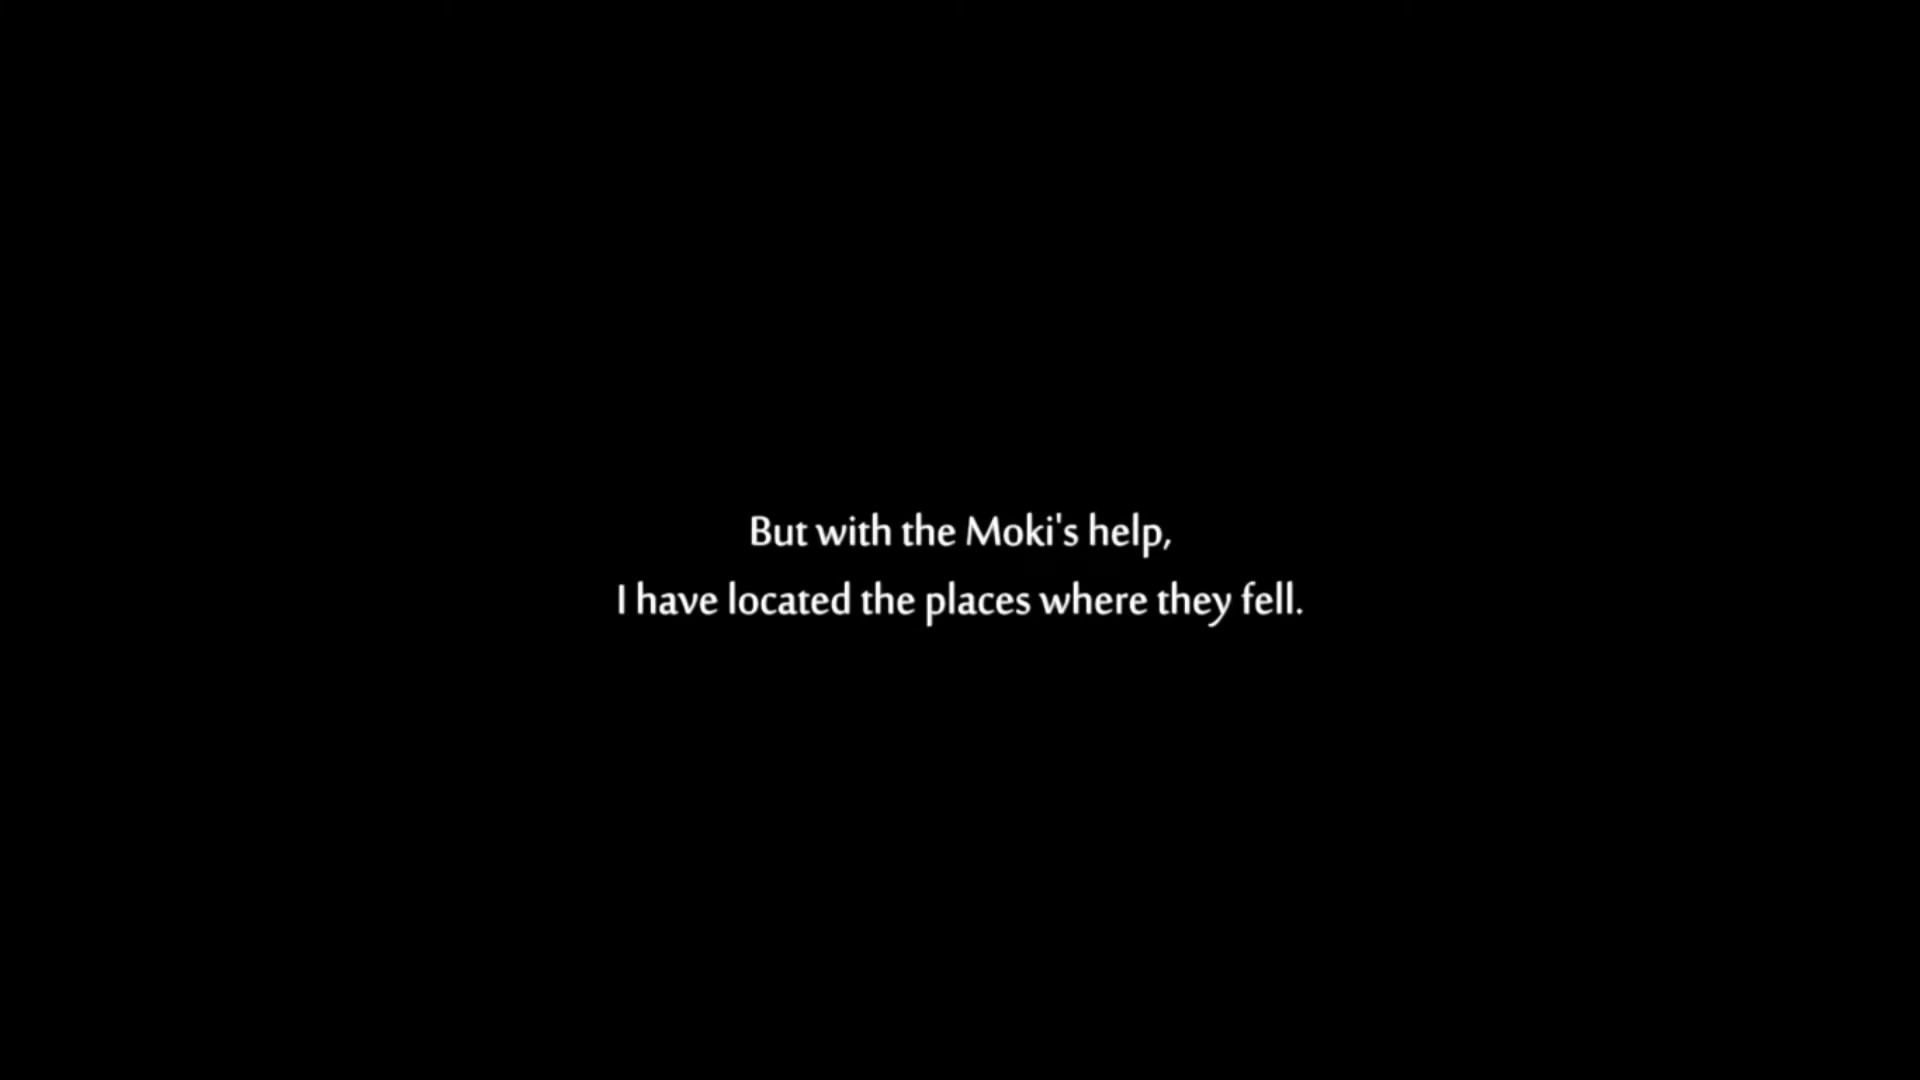 But with the Moki's help,
I have located the places where they fell.